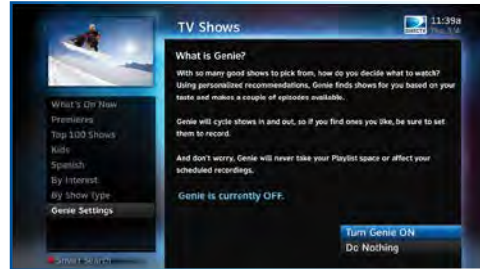 TV Shows
11:39a
DIRECTV
What is Genie?
With so many good shows to pick from, how do you decide what to watch?
Using personalized recommendations, Genie finds shows for you based on your
taste and makes a couple of episodes available.
Genie will cycle shows in and out, so if you find ones you like, be sure to set
them to record.
And don't worry, Genie will never take your Playlist space or affect your
scheduled recordings.
Genie is currently OFF.
What's On Now
Premieres
Top 100 Shows
Kids
Spanish
By Interest
By Show Type
Genie Settings
Smart Search
Turn Genie ON
Do Nothing